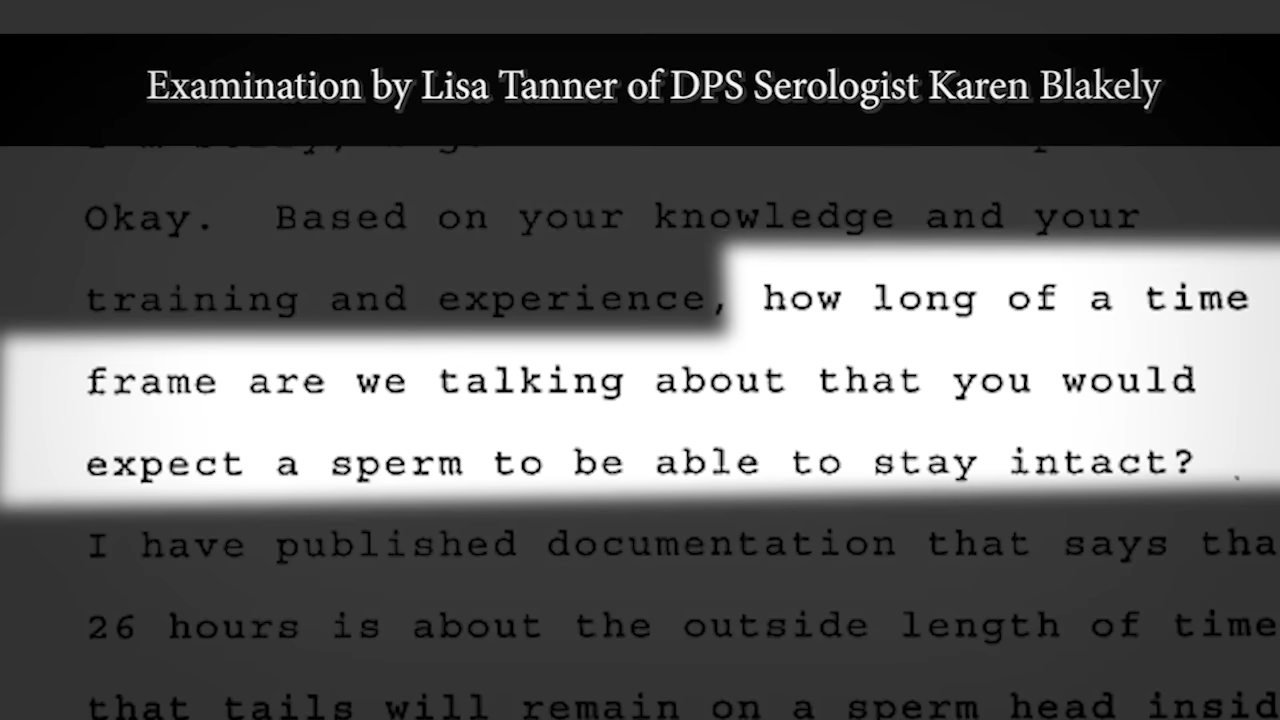 Examination by Lisa Tanner of DPS Serologist Karen Blakely
Okay. Based on your knowledge and your
training and experience, how long of a time
frame are we talking about that you would
expect a sperm to be able to stay intact?
I have published documentation that says tha
26 hours is about the outside length of time
that tails will remain on a sperm head insid